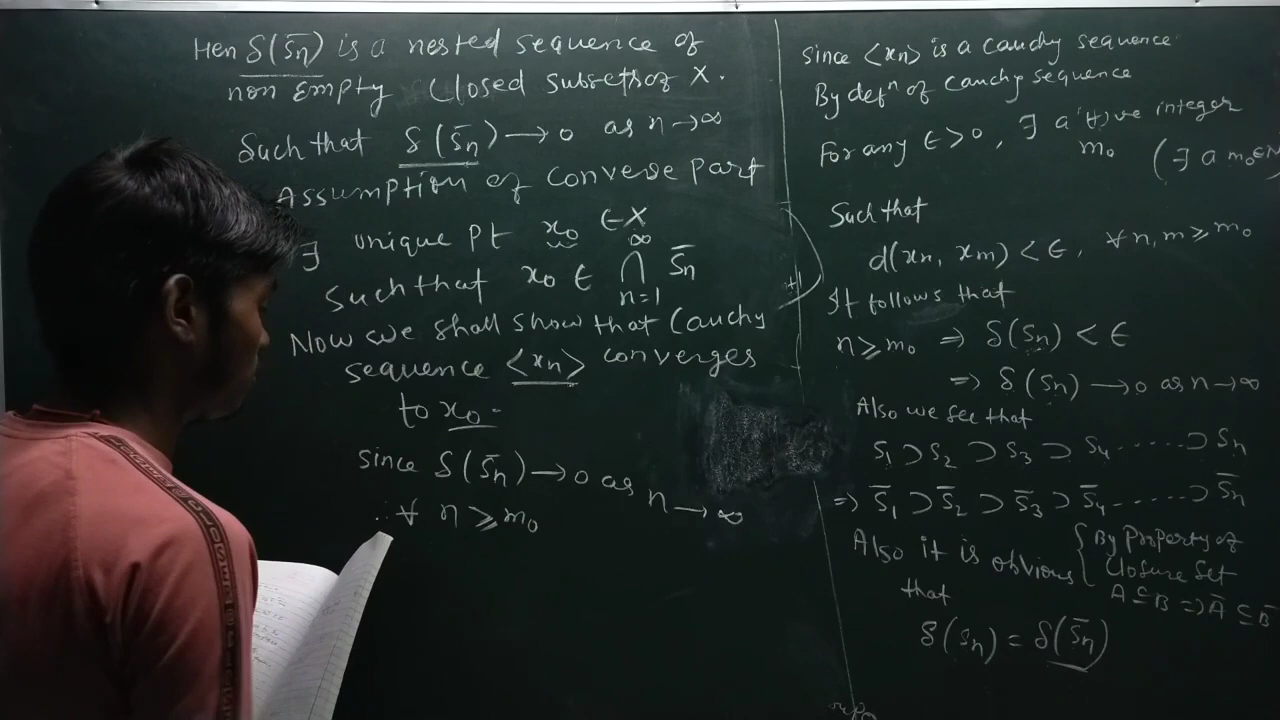 Hen δ(S̄n) is a nested sequence of
non Empty Closed subsets of X.
Such that δ(S̄n) → 0 as n → ∞
Assumption of converse part
∃ unique pt x₀ ∈ X
Such that x₀ ∈ ∞ ∩ n=1 S̄n
Now we shall show that Cauchy
sequence <xn> converges
to x₀.
since δ(S̄n) → 0 as n → ∞
∴ ∀ n ≥ m₀
since <xn> is a cauchy sequence
By defⁿ of cauchy sequence
For any ε > 0, ∃ a (+)ve integer
m₀ (∃ a m₀ ∈ N
Such that
d(xn, xm) < ε, ∀ n, m ≥ m₀
It follows that
n ≥ m₀ ⇒ δ(Sn) < ε
⇒ δ(Sn) → 0 as n → ∞
Also we see that
S₁ ⊃ S₂ ⊃ S₃ ⊃ S₄ ...... ⊃ Sn
⇒ S̄₁ ⊃ S̄₂ ⊃ S̄₃ ⊃ S̄₄ ...... ⊃ S̄n
Also it is obvious { By Property of
Closure set
that A ⊆ B ⇒ Ā ⊆ B̄
δ(Sn) = δ(S̄n)